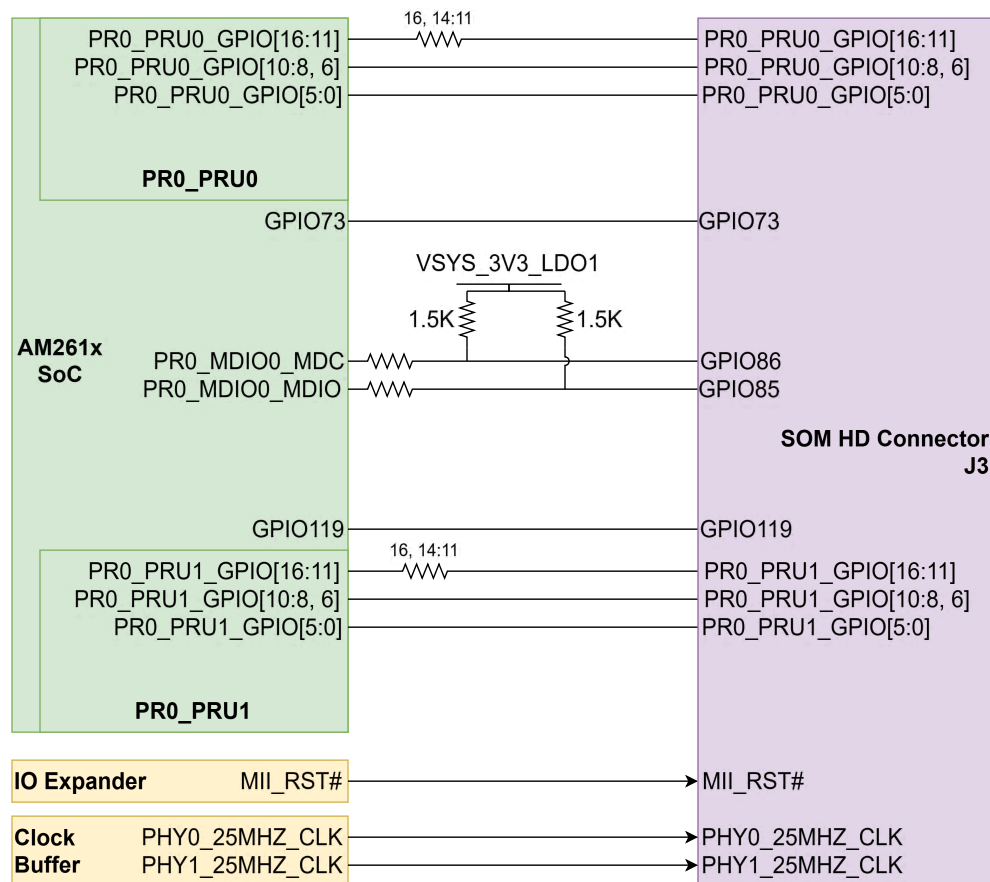 16, 14:11
PR0_PRU0_GPIO[16:11] PR0_PRU0_GPIO[16:11]
PR0_PRU0_GPIO[10:8, 6] PR0_PRU0_GPIO[10:8, 6]
PR0_PRU0_GPIO[5:0] PR0_PRU0_GPIO[5:0]
PR0_PRU0
GPIO73 GPIO73
VSYS_3V3_LDO1
1.5K 1.5K
AM261x
SoC
PR0_MDIO0_MDC GPIO86
PR0_MDIO0_MDIO GPIO85
SOM HD Connector
J3
GPIO119 GPIO119
16, 14:11
PR0_PRU1_GPIO[16:11] PR0_PRU1_GPIO[16:11]
PR0_PRU1_GPIO[10:8, 6] PR0_PRU1_GPIO[10:8, 6]
PR0_PRU1_GPIO[5:0] PR0_PRU1_GPIO[5:0]
PR0_PRU1
IO Expander MII_RST# MII_RST#
Clock PHY0_25MHZ_CLK PHY0_25MHZ_CLK
Buffer PHY1_25MHZ_CLK PHY1_25MHZ_CLK